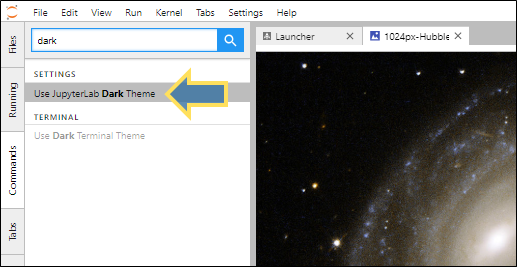 File Edit View Run Kernel Tabs Settings Help
Files
Running
Commands
Tabs
dark
SETTINGS
Use JupyterLab Dark Theme
TERMINAL
Use Dark Terminal Theme
Launcher
1024px-Hubble